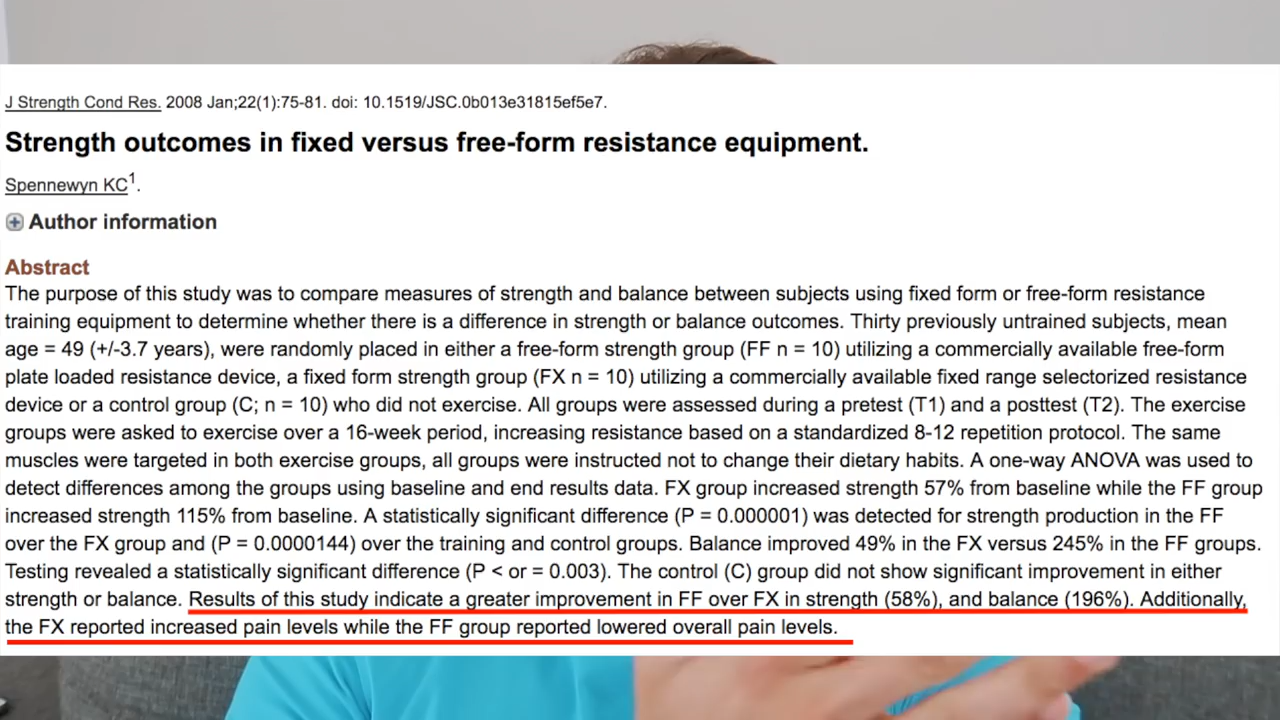 J Strength Cond Res. 2008 Jan;22(1):75-81. doi: 10.1519/JSC.0b013e31815ef5e7.
Strength outcomes in fixed versus free-form resistance equipment.
Spennewyn KC1.
Author information
Abstract
The purpose of this study was to compare measures of strength and balance between subjects using fixed form or free-form resistance
training equipment to determine whether there is a difference in strength or balance outcomes. Thirty previously untrained subjects, mean
age = 49 (+/-3.7 years), were randomly placed in either a free-form strength group (FF n = 10) utilizing a commercially available free-form
plate loaded resistance device, a fixed form strength group (FX n = 10) utilizing a commercially available fixed range selectorized resistance
device or a control group (C; n = 10) who did not exercise. All groups were assessed during a pretest (T1) and a posttest (T2). The exercise
groups were asked to exercise over a 16-week period, increasing resistance based on a standardized 8-12 repetition protocol. The same
muscles were targeted in both exercise groups, all groups were instructed not to change their dietary habits. A one-way ANOVA was used to
detect differences among the groups using baseline and end results data. FX group increased strength 57% from baseline while the FF group
increased strength 115% from baseline. A statistically significant difference (P = 0.000001) was detected for strength production in the FF
over the FX group and (P = 0.0000144) over the training and control groups. Balance improved 49% in the FX versus 245% in the FF groups.
Testing revealed a statistically significant difference (P < or = 0.003). The control (C) group did not show significant improvement in either
strength or balance. Results of this study indicate a greater improvement in FF over FX in strength (58%), and balance (196%). Additionally,
the FX reported increased pain levels while the FF group reported lowered overall pain levels.